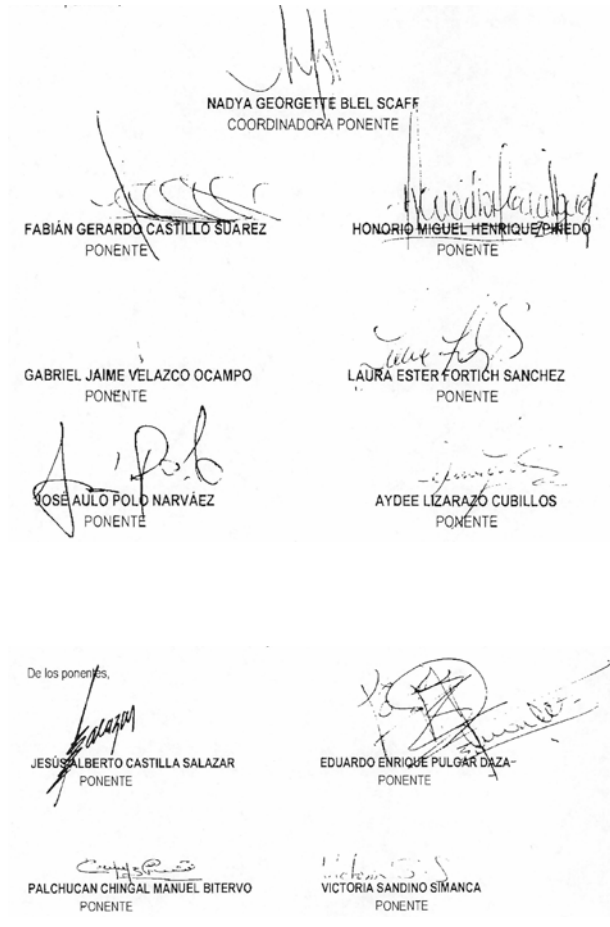 NADYA GEORGETTE BLEL SCAFF
COORDINADORA PONENTE
FABIÁN GERARDO CASTILLO SUAREZ
PONENTE
HONORIO MIGUEL HENRIQUE PINEDO
PONENTE
GABRIEL JAIME VELAZCO OCAMPO
PONENTE
LAURA ESTER FORTICH SANCHEZ
PONENTE
JOSÉ AULO POLO NARVÁEZ
PONENTE
AYDEE LIZARAZO CUBILLOS
PONENTE
De los ponentes,
JESÚS ALBERTO CASTILLA SALAZAR
PONENTE
EDUARDO ENRIQUE PULGAR DAZA
PONENTE
PALCHUCAN CHINGAL MANUEL BITERVO
PONENTE
VICTORIA SANDINO SIMANCA
PONENTE